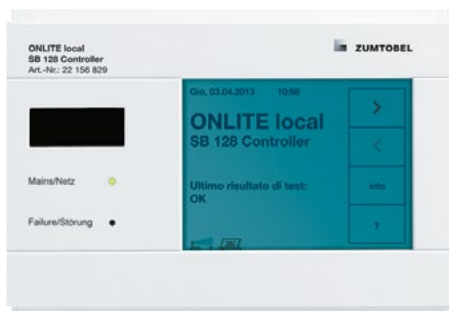 ONLITE local
SB 128 Controller
Art.-Nr.: 22 156 829
ZUMTOBEL
Mains/Netz
Failure/Störung
Gio, 03.04.2013 10:56
ONLITE local
SB 128 Controller
Ultimo risultato di test:
OK
>
<
Info
?